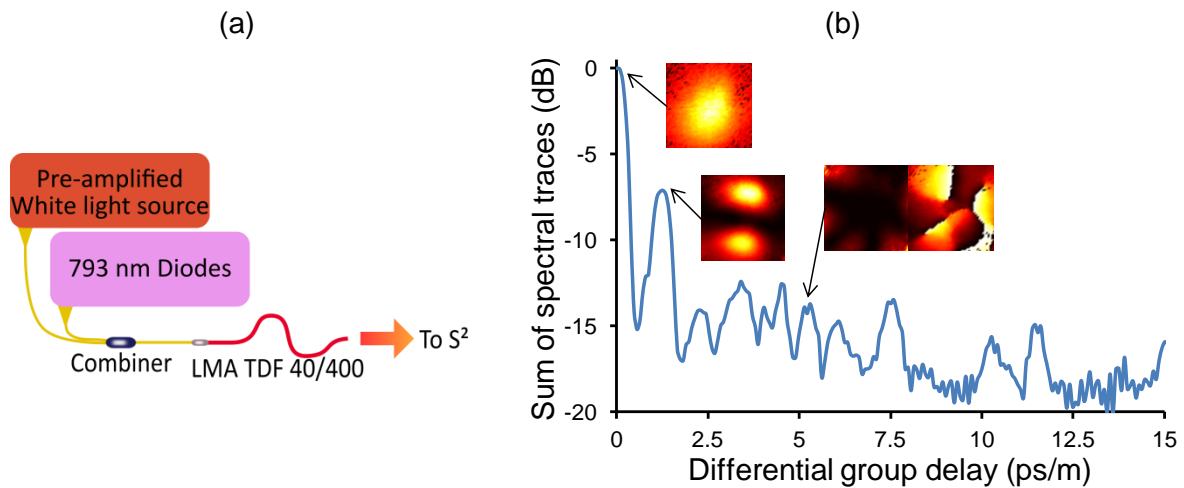 (a)
Pre-amplified
White light source
793 nm Diodes
Combiner
LMA TDF 40/400
To S²
(b)
Sum of spectral traces (dB)
0
-5
-10
-15
-20
0
2.5
5
7.5
10
12.5
15
Differential group delay (ps/m)